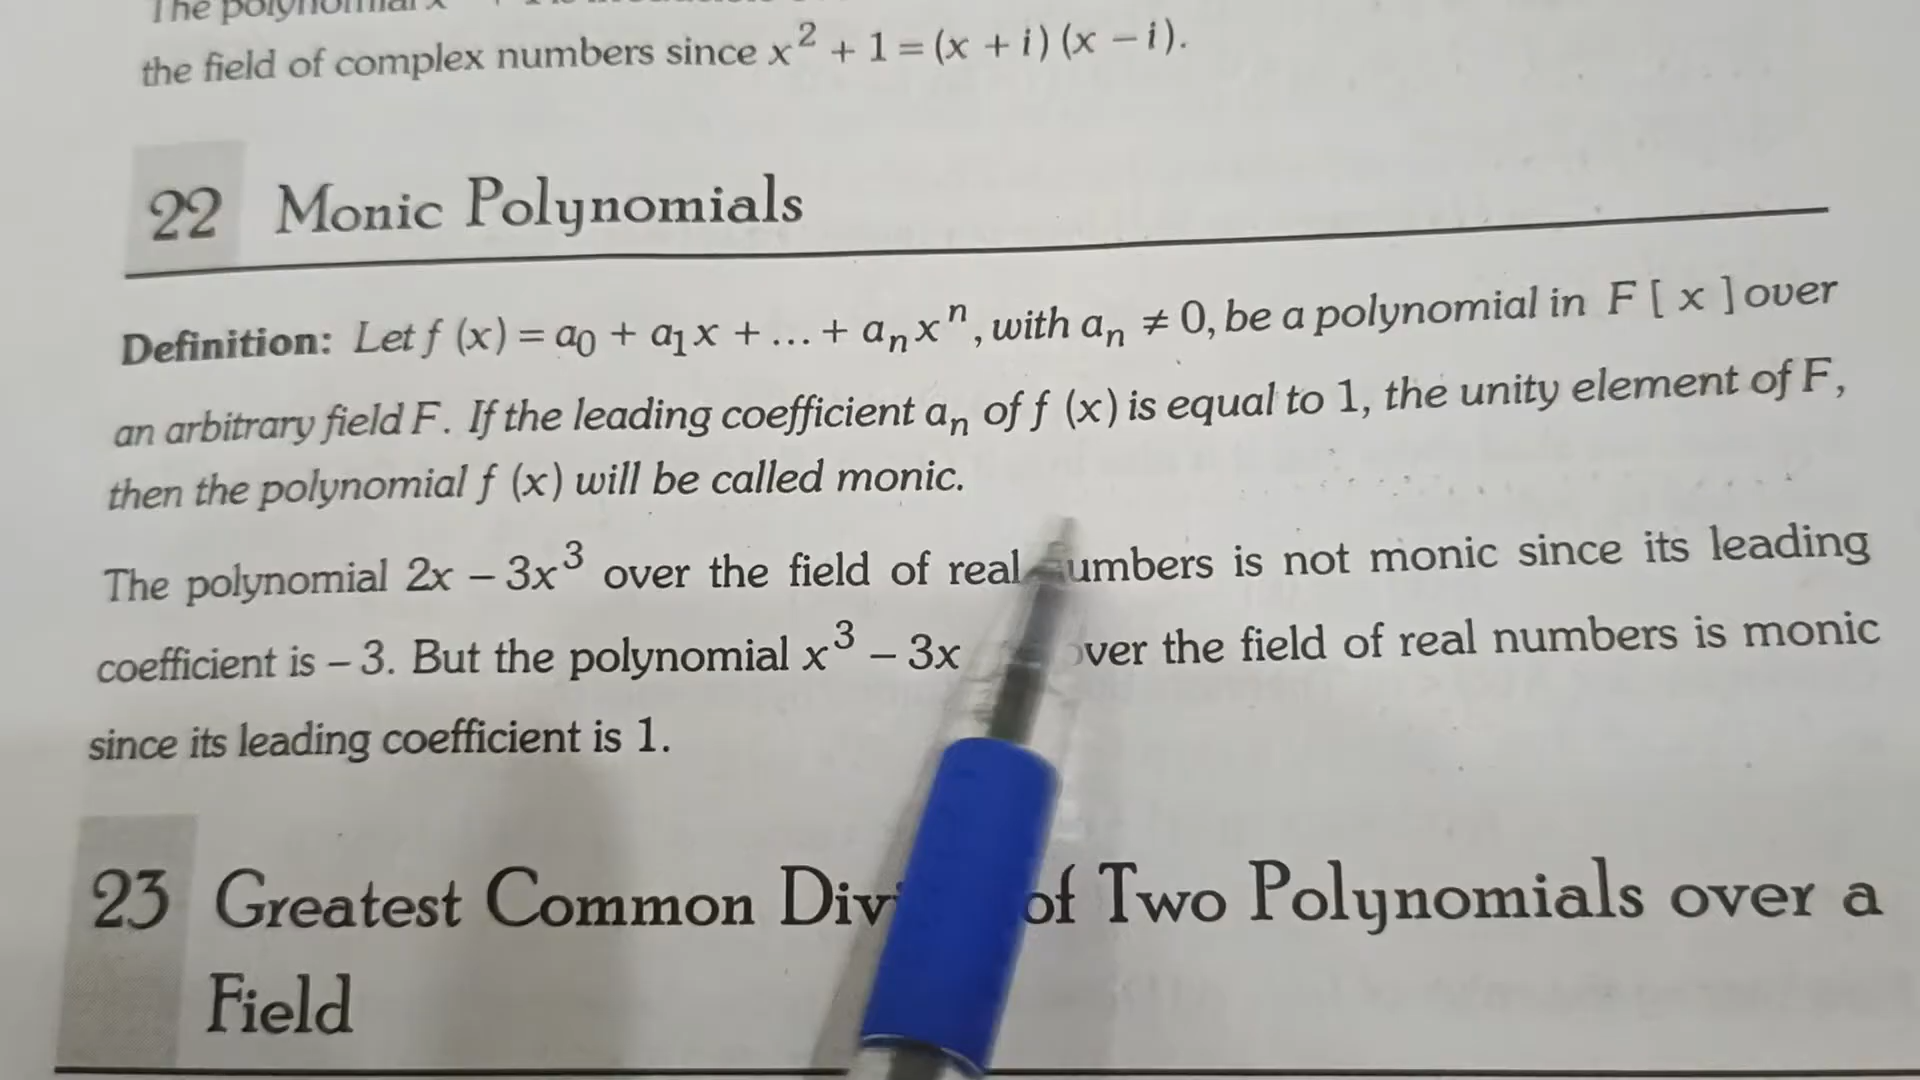 The polynomial x
the field of complex numbers since x² + 1 = (x + i) (x – i).
22 Monic Polynomials
Definition: Let f (x) = a₀ + a₁x + ... + aₙxⁿ, with aₙ ≠ 0, be a polynomial in F [ x ] over
an arbitrary field F. If the leading coefficient aₙ of f (x) is equal to 1, the unity element of F,
then the polynomial f (x) will be called monic.
The polynomial 2x – 3x³ over the field of real umbers is not monic since its leading
coefficient is – 3. But the polynomial x³ – 3x ver the field of real numbers is monic
since its leading coefficient is 1.
23 Greatest Common Div of Two Polynomials over a
Field